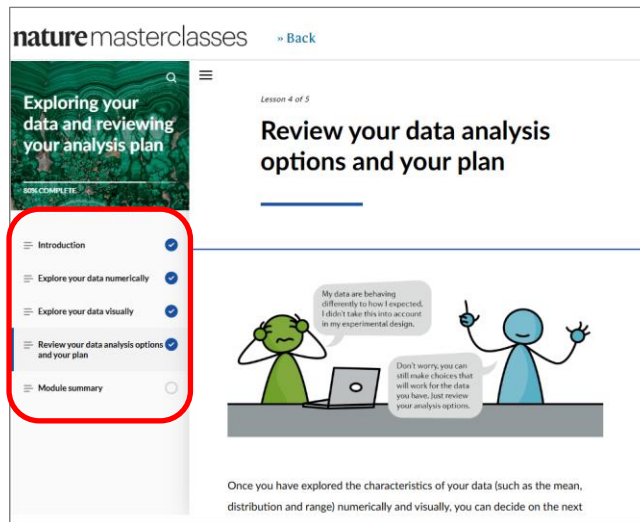 nature masterclasses
» Back
Exploring your
data and reviewing
your analysis plan
80% COMPLETE
Introduction
Explore your data numerically
Explore your data visually
Review your data analysis options
and your plan
Module summary
Lesson 4 of 5
Review your data analysis
options and your plan
My data are behaving
differently to how I expected.
I didn't take this into account
in my experimental design.
Don't worry, you can
still make choices that
will work for the data
you have. Just review
your analysis options.
Once you have explored the characteristics of your data (such as the mean,
distribution and range) numerically and visually, you can decide on the next